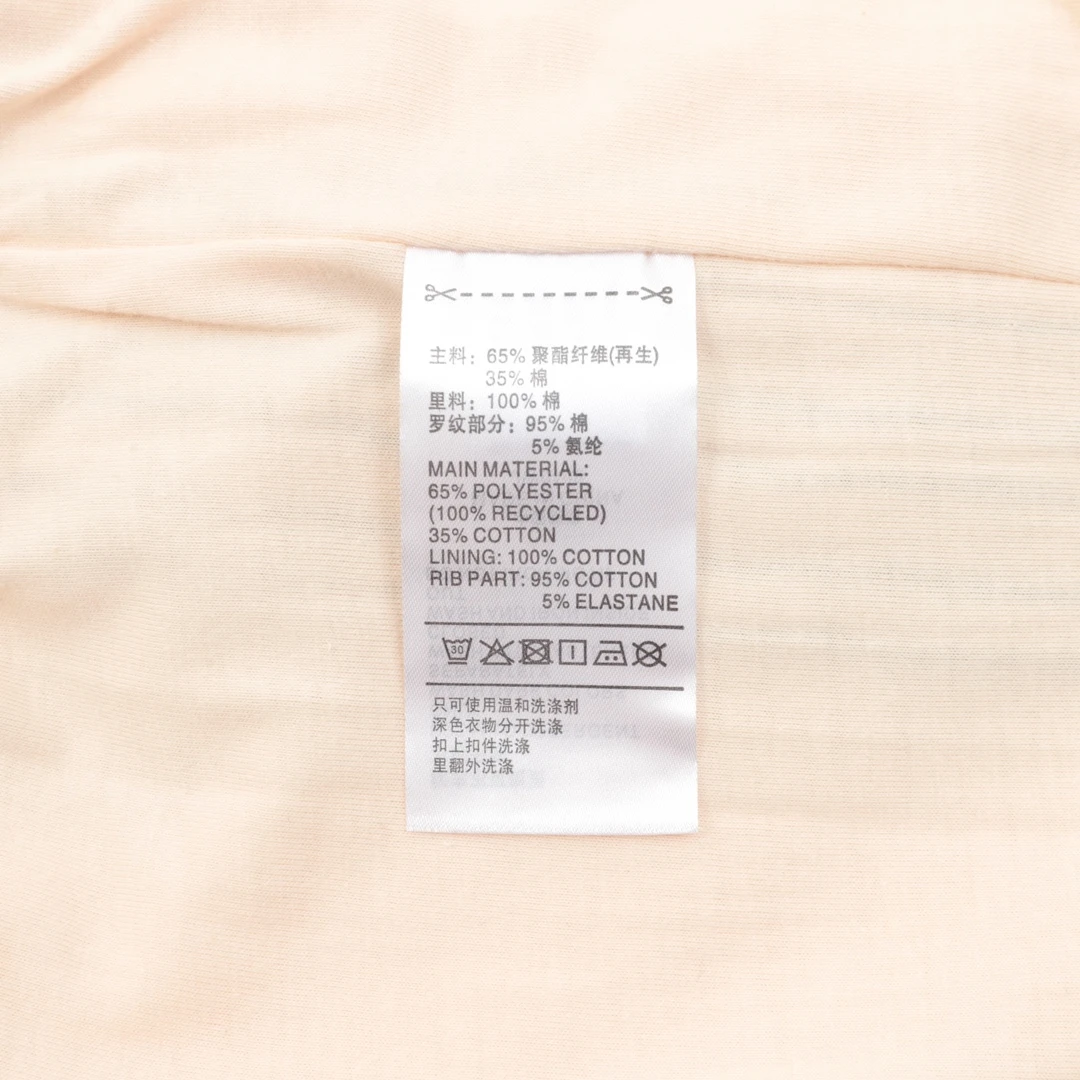 主料：65% 聚酯纤维(再生)
35% 棉
里料：100% 棉
罗纹部分：95% 棉
5% 氨纶
MAIN MATERIAL:
65% POLYESTER
(100% RECYCLED)
35% COTTON
LINING: 100% COTTON
RIB PART: 95% COTTON
5% ELASTANE
30
只可使用温和洗涤剂
深色衣物分开洗涤
扣上扣件洗涤
里翻外洗涤